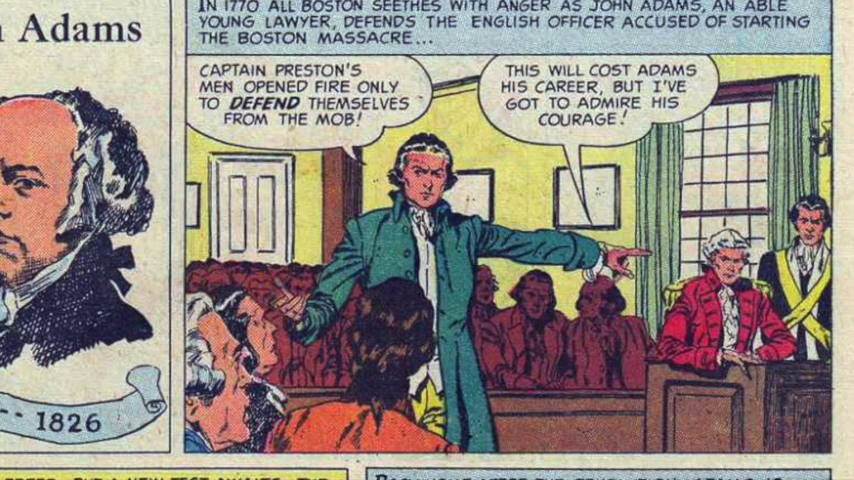 Adams
1826
IN 1770 ALL BOSTON SEETHES WITH ANGER AS JOHN ADAMS, AN ABLE
YOUNG LAWYER, DEFENDS THE ENGLISH OFFICER ACCUSED OF STARTING
THE BOSTON MASSACRE...
CAPTAIN PRESTON'S
MEN OPENED FIRE ONLY
TO DEFEND THEMSELVES
FROM THE MOB!
THIS WILL COST ADAMS
HIS CAREER, BUT I'VE
GOT TO ADMIRE HIS
COURAGE!